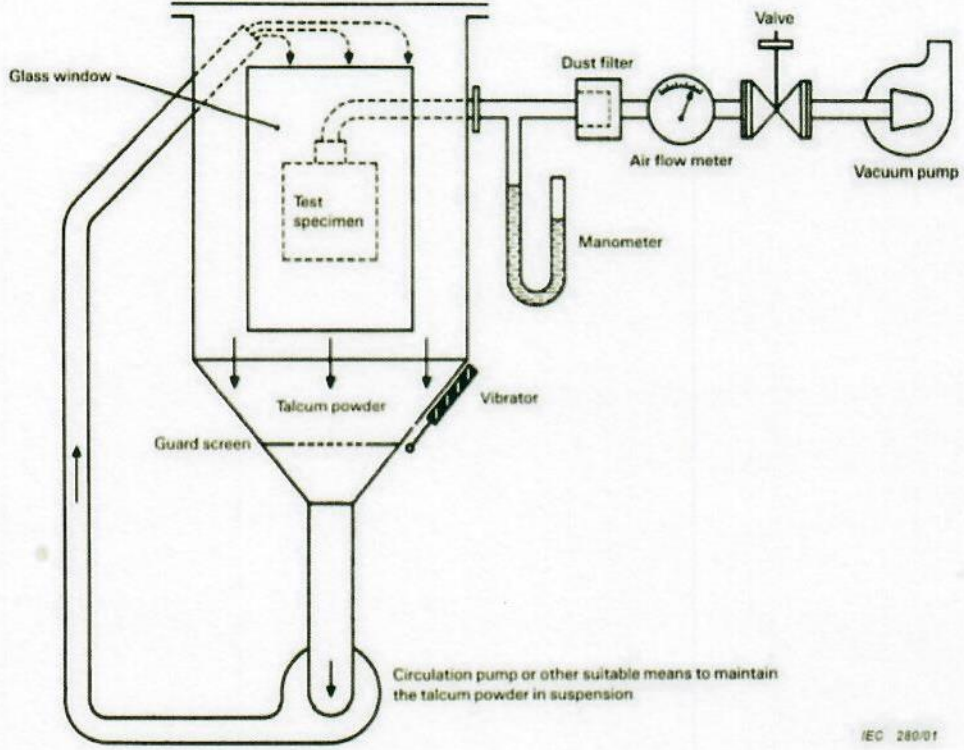 Valve
Dust filter
Glass window
Air flow meter
Vacuum pump
Test
specimen
Manometer
Talcum powder
Vibrator
Guard screen
Circulation pump or other suitable means to maintain
the talcum powder in suspension
IEC 280/01